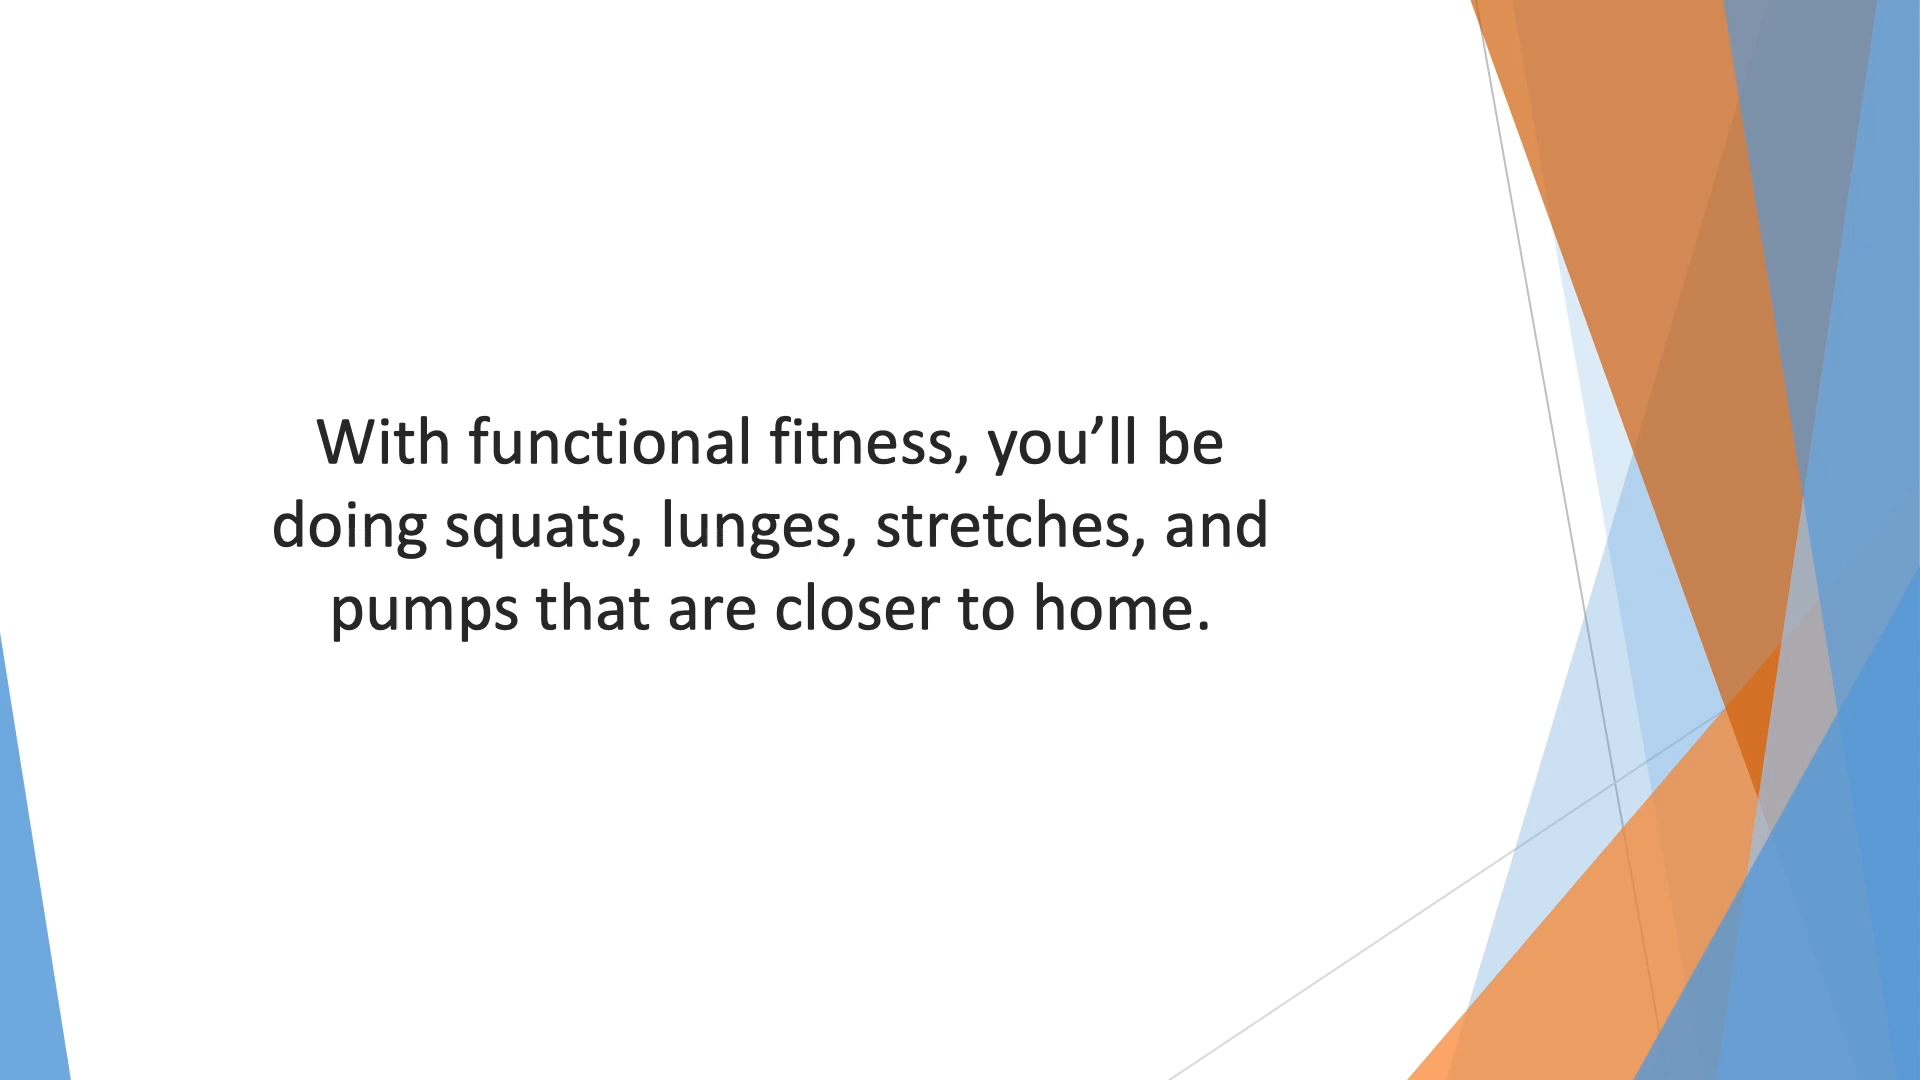 With functional fitness, you’ll be
doing squats, lunges, stretches, and
pumps that are closer to home.